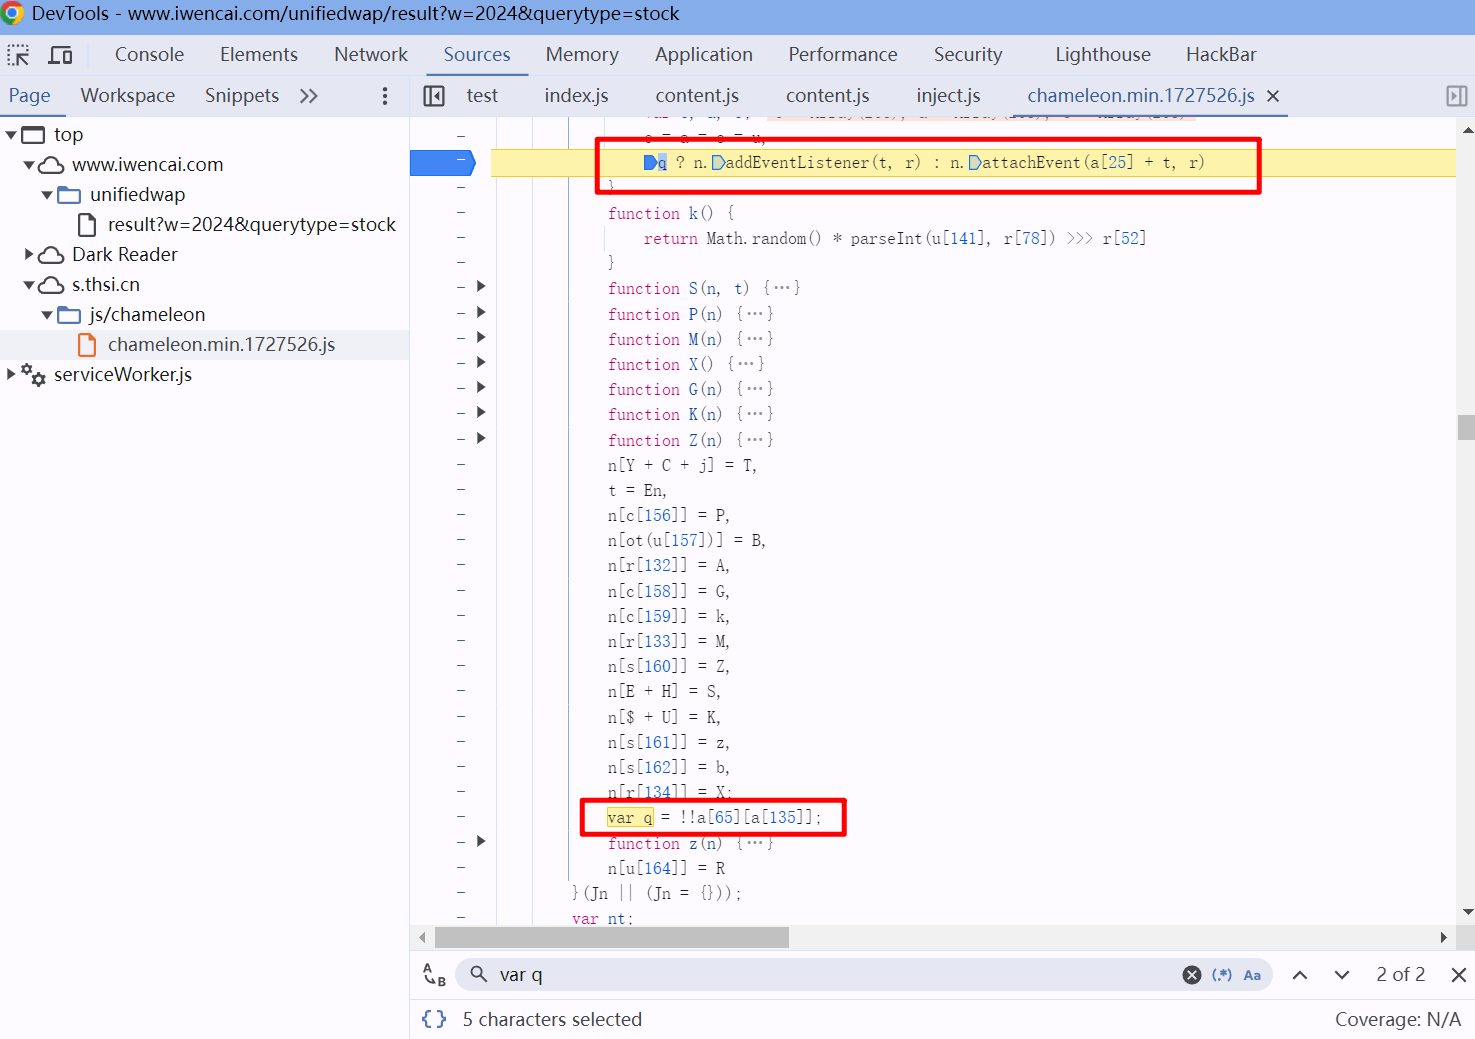 DevTools - www.iwencai.com/unifiedwap/result?w=2024&querytype=stock
Console Elements Network Sources Memory Application Performance Security Lighthouse HackBar
Page Workspace Snippets
test index.js content.js content.js inject.js chameleon.min.1727526.js
top
www.iwencai.com
unifiedwap
result?w=2024&querytype=stock
Dark Reader
s.thsi.cn
js/chameleon
chameleon.min.1727526.js
serviceWorker.js
q ? n.addEventListener(t, r) : n.attachEvent(a[25] + t, r)
}
function k() {
return Math.random() * parseInt(u[141], r[78]) >>> r[52]
}
function S(n, t) {…}
function P(n) {…}
function M(n) {…}
function X() {…}
function G(n) {…}
function K(n) {…}
function Z(n) {…}
n[Y + C + j] = T,
t = En,
n[c[156]] = P,
n[ot(u[157])] = B,
n[r[132]] = A,
n[c[158]] = G,
n[c[159]] = k,
n[r[133]] = M,
n[s[160]] = Z,
n[E + H] = S,
n[$ + U] = K,
n[s[161]] = z,
n[s[162]] = b,
n[r[134]] = X;
var q = !!a[65][a[135]];
function z(n) {…}
n[u[164]] = R
}(Jn || (Jn = {}));
var nt;
A B
var q
(.*) Aa
2 of 2
{} 5 characters selected
Coverage: N/A